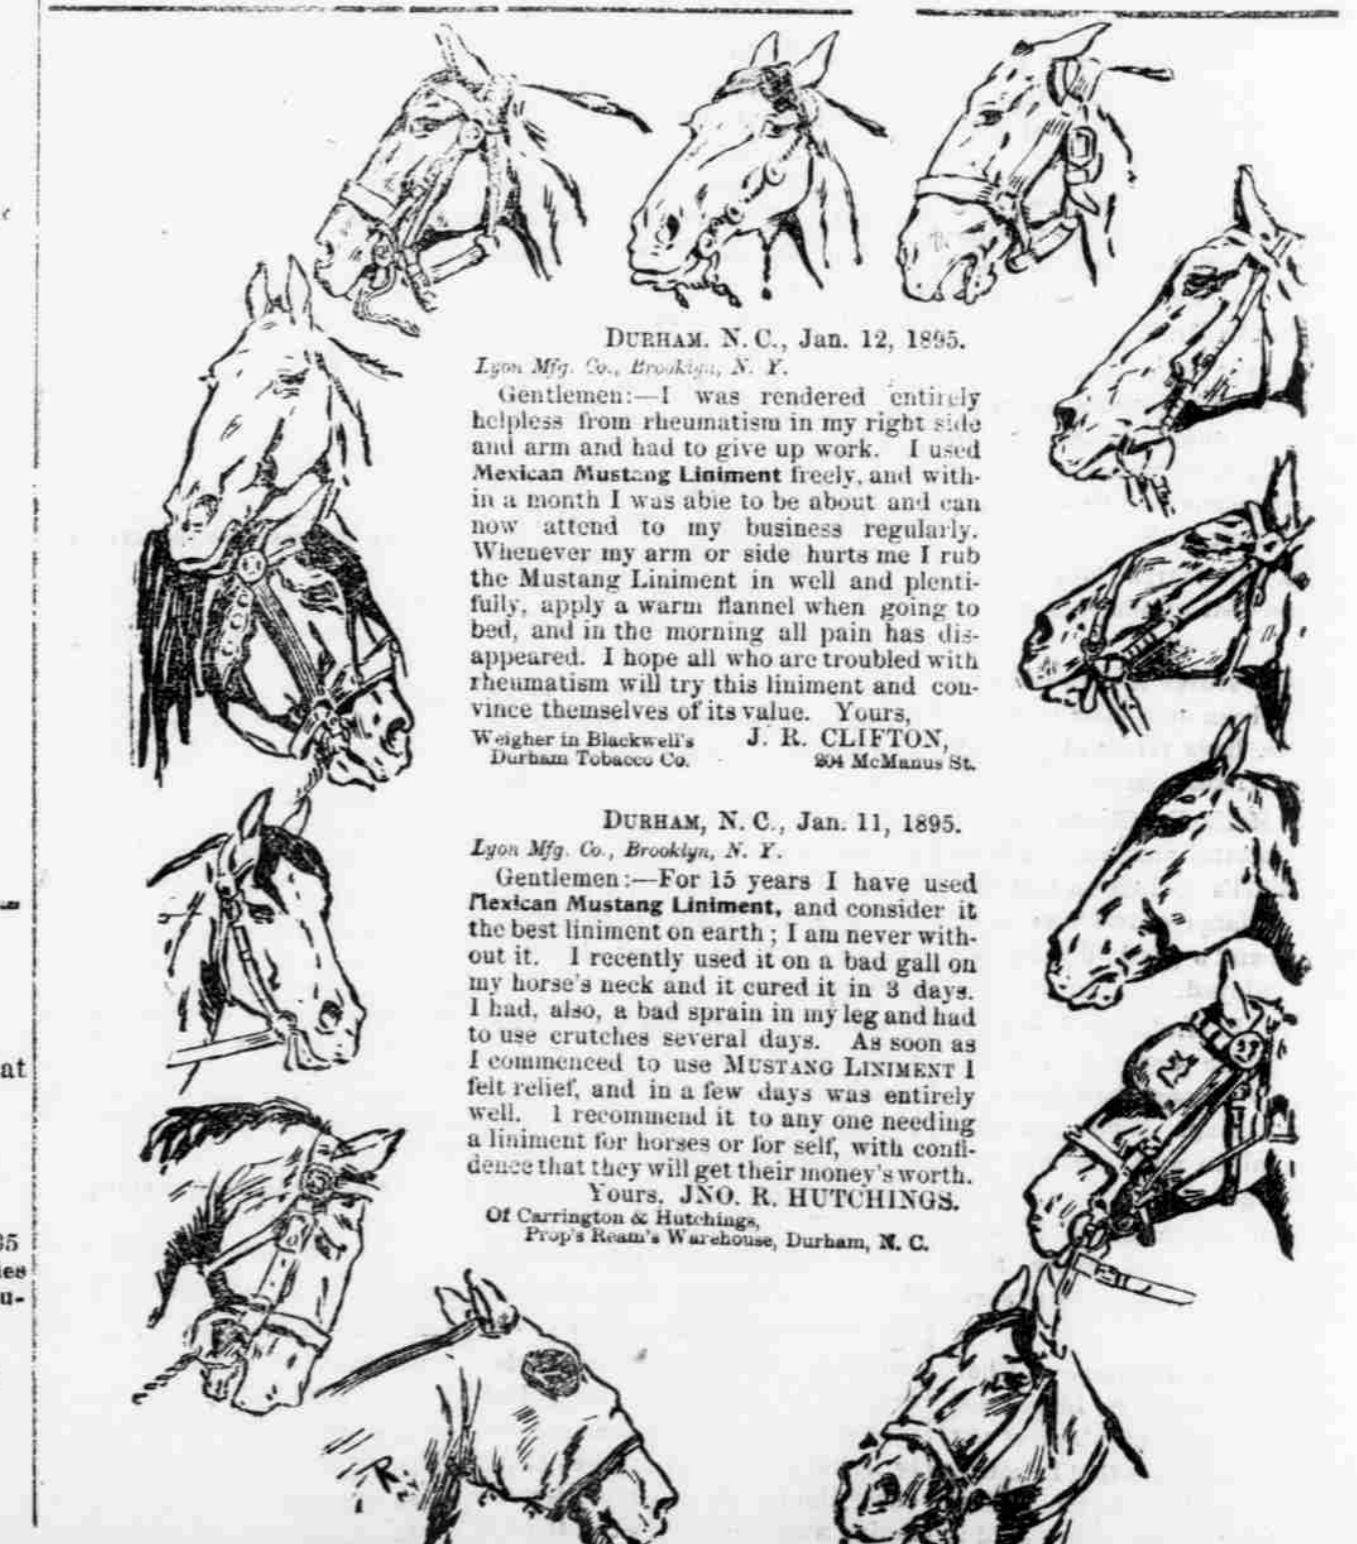 DURHAM. N. C., Jan. 12, 1895.
Lyon Mfg. Co., Brooklyn, N. Y.
Gentlemen:—I was rendered entirely
helpless from rheumatism in my right side
and arm and had to give up work. I used
Mexican Mustang Liniment freely, and with-
in a month I was able to be about and can
now attend to my business regularly.
Whenever my arm or side hurts me I rub
the Mustang Liniment in well and plenti-
fully, apply a warm flannel when going to
bed, and in the morning all pain has dis-
appeared. I hope all who are troubled with
rheumatism will try this liniment and con-
vince themselves of its value. Yours,
Weigher in Blackwell's J. R. CLIFTON,
Durham Tobacco Co. 204 McManus St.
DURHAM, N. C., Jan. 11, 1895.
Lyon Mfg. Co., Brooklyn, N. Y.
Gentlemen:—For 15 years I have used
Mexican Mustang Liniment, and consider it
the best liniment on earth; I am never with-
out it. I recently used it on a bad gall on
my horse's neck and it cured it in 3 days.
I had, also, a bad sprain in my leg and had
to use crutches several days. As soon as
I commenced to use MUSTANG LINIMENT I
felt relief, and in a few days was entirely
well. I recommend it to any one needing
a liniment for horses or for self, with confi-
dence that they will get their money's worth.
Yours, JNO. R. HUTCHINGS.
Of Carrington & Hutchings,
Prop's Ream's Warehouse, Durham, N. C.
at